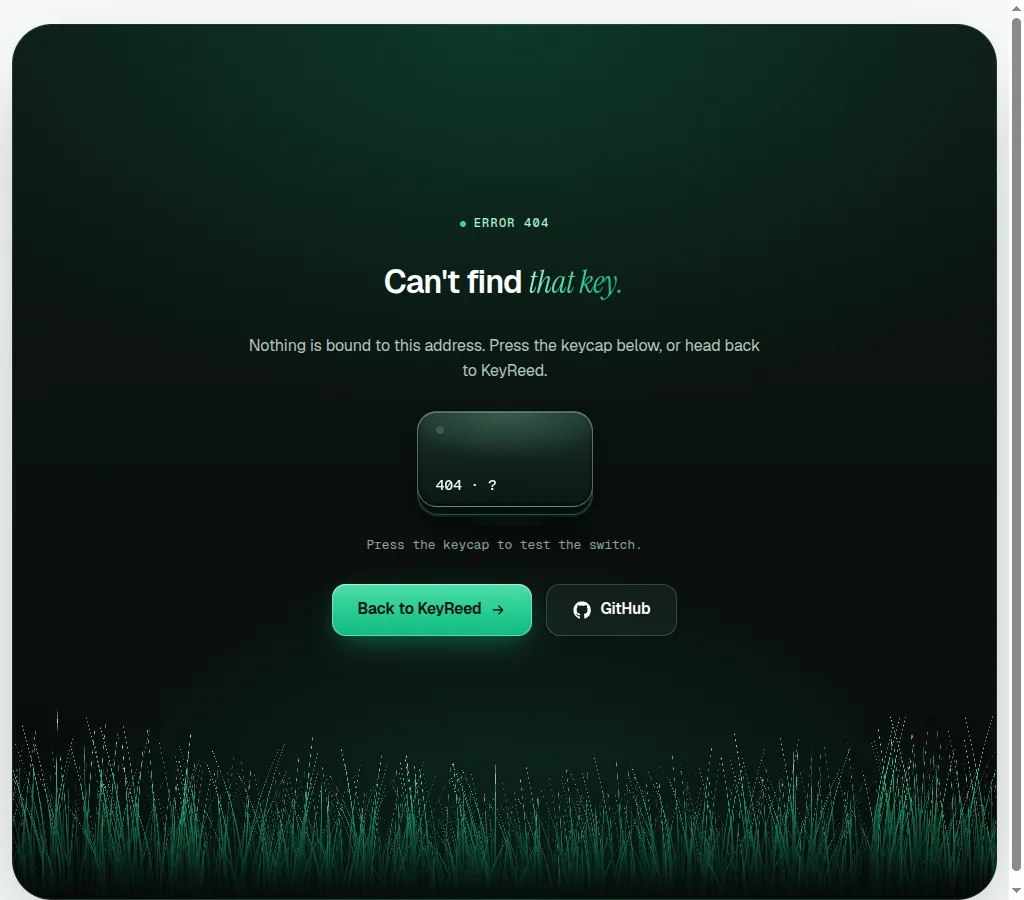 ERROR 404
Can't find that key.
Nothing is bound to this address. Press the keycap below, or head back
to KeyReed.
404 · ?
Press the keycap to test the switch.
Back to KeyReed →
GitHub